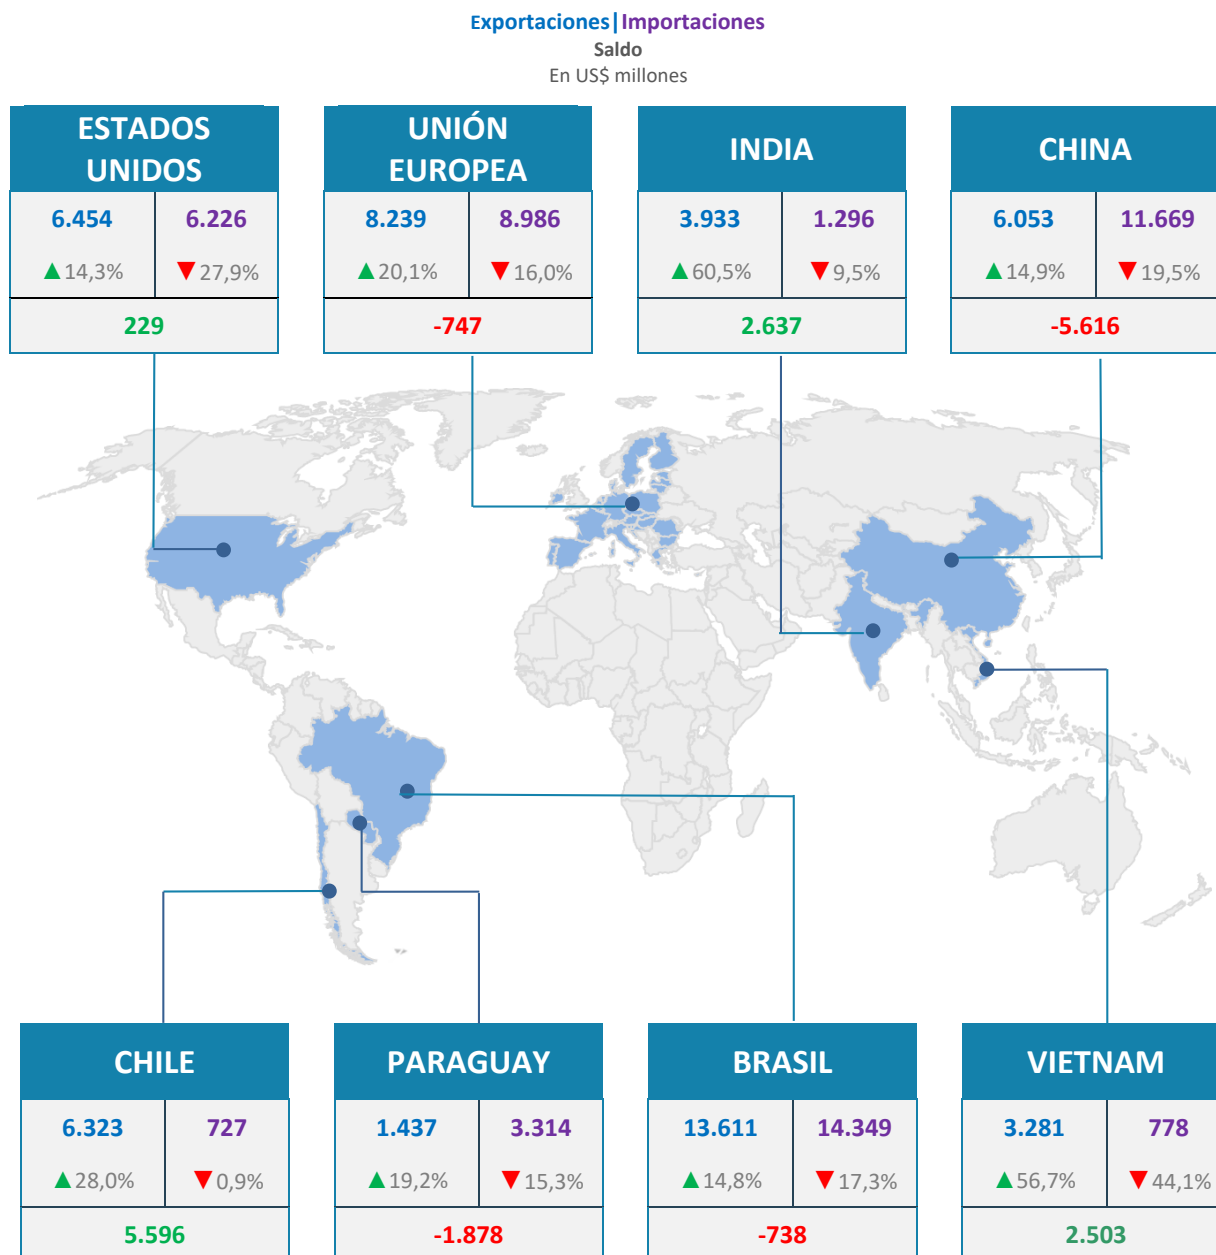 Exportaciones|Importaciones
Saldo
En US$ millones
ESTADOS
UNIDOS
6.454 6.226
▲14,3% ▼27,9%
229
UNIÓN
EUROPEA
8.239 8.986
▲20,1% ▼16,0%
-747
INDIA
3.933 1.296
▲60,5% ▼9,5%
2.637
CHINA
6.053 11.669
▲14,9% ▼19,5%
-5.616
CHILE
6.323 727
▲28,0% ▼0,9%
5.596
PARAGUAY
1.437 3.314
▲19,2% ▼15,3%
-1.878
BRASIL
13.611 14.349
▲14,8% ▼17,3%
-738
VIETNAM
3.281 778
▲56,7% ▼44,1%
2.503